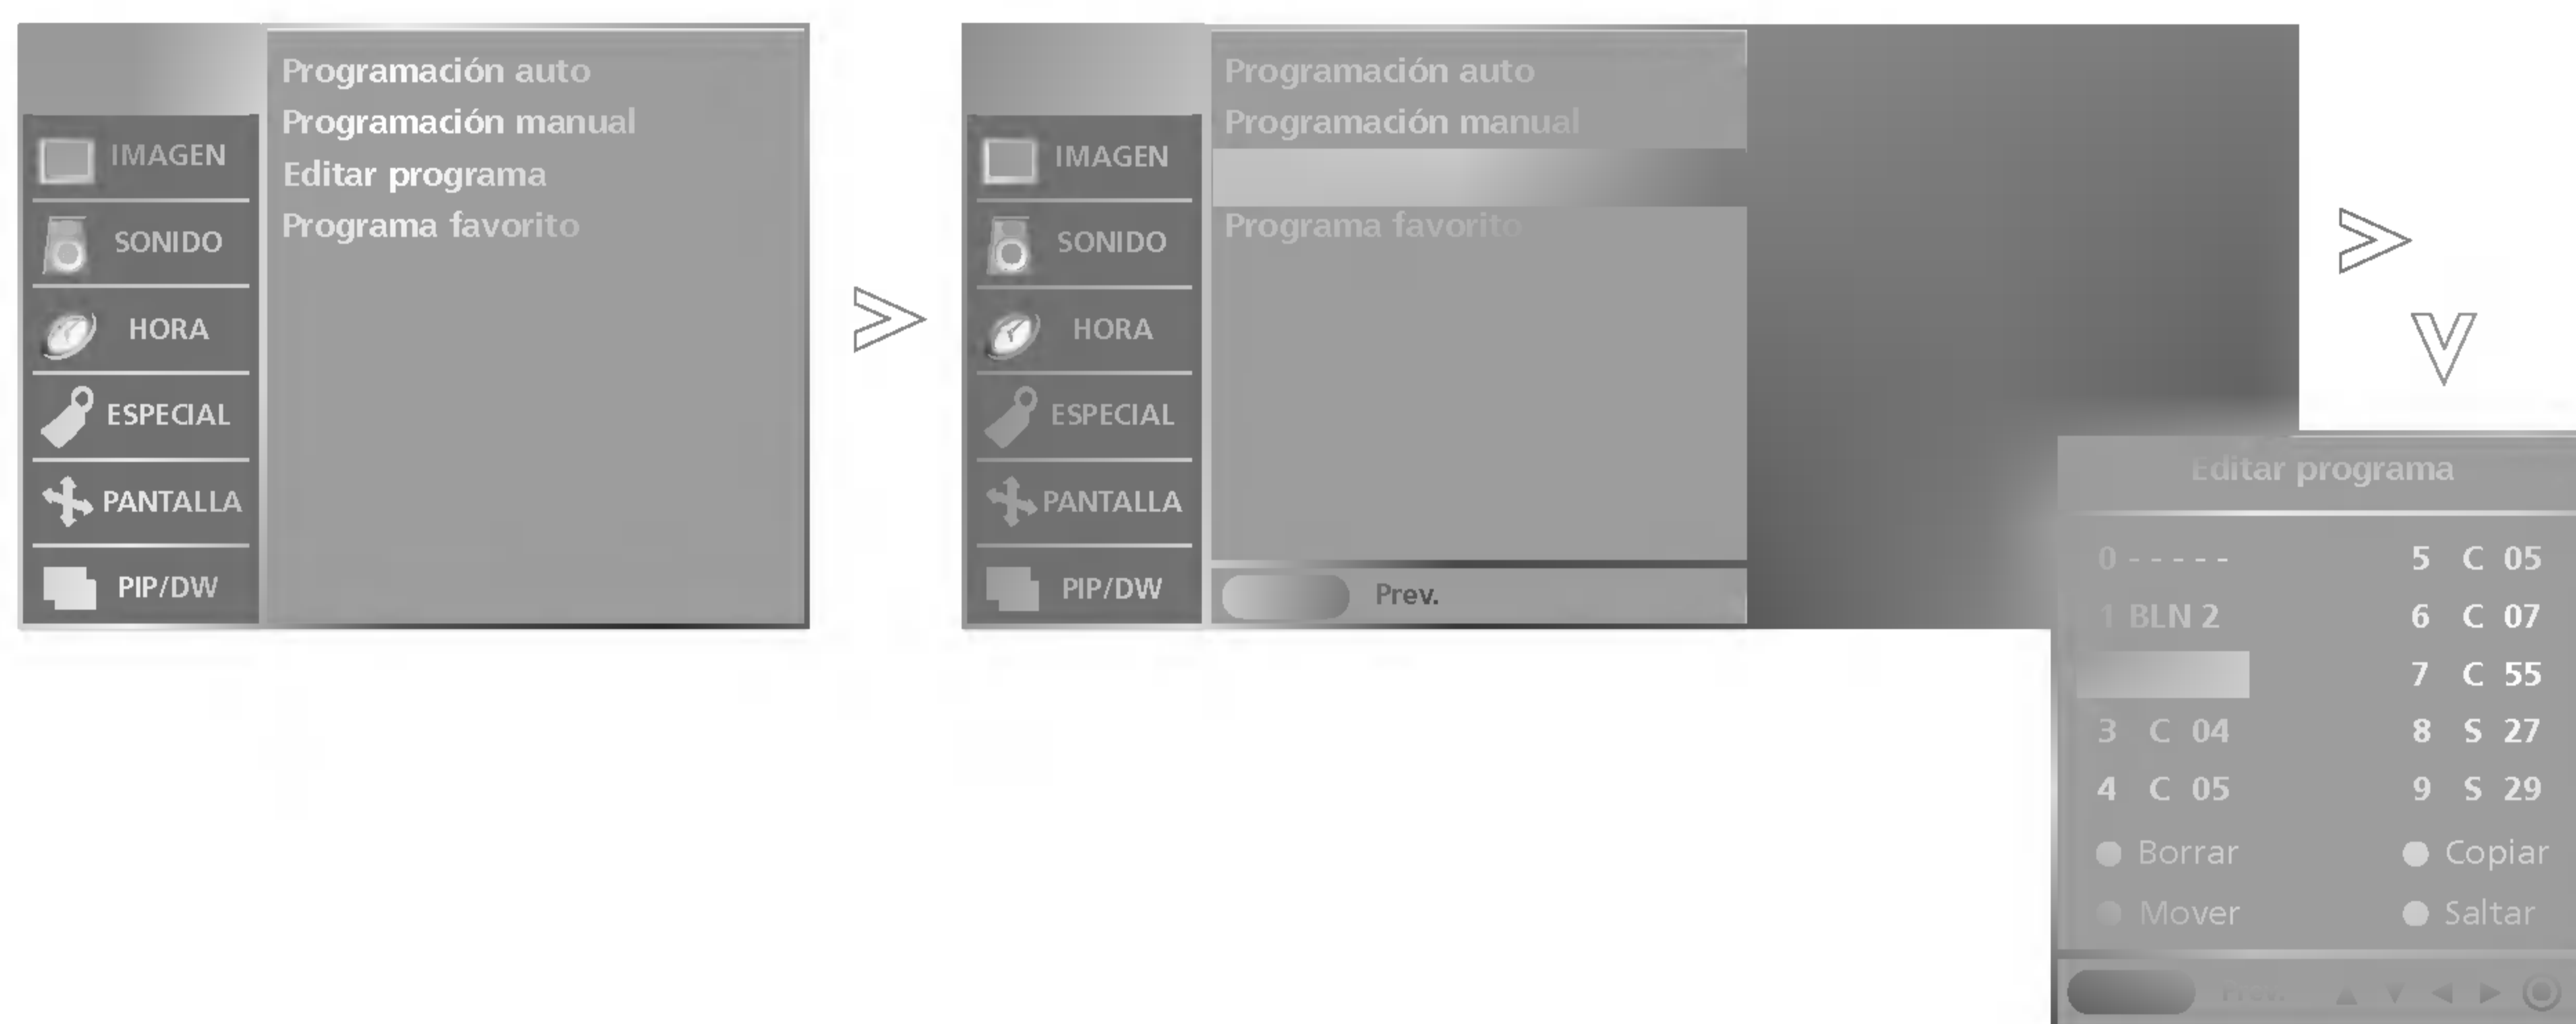 Programación auto
Programación manual
Editar programa
Programa favorito
IMAGEN
SONIDO
HORA
ESPECIAL
PANTALLA
PIP/DW
Programación auto
Programación manual
Programa favorito
IMAGEN
SONIDO
HORA
ESPECIAL
PANTALLA
PIP/DW
Prev.
Editar programa
0 - - - - - 5 C 05
1 BLN 2 6 C 07
7 C 55
3 C 04 8 S 27
4 C 05 9 S 29
Borrar Copiar
Mover Saltar
Prev.